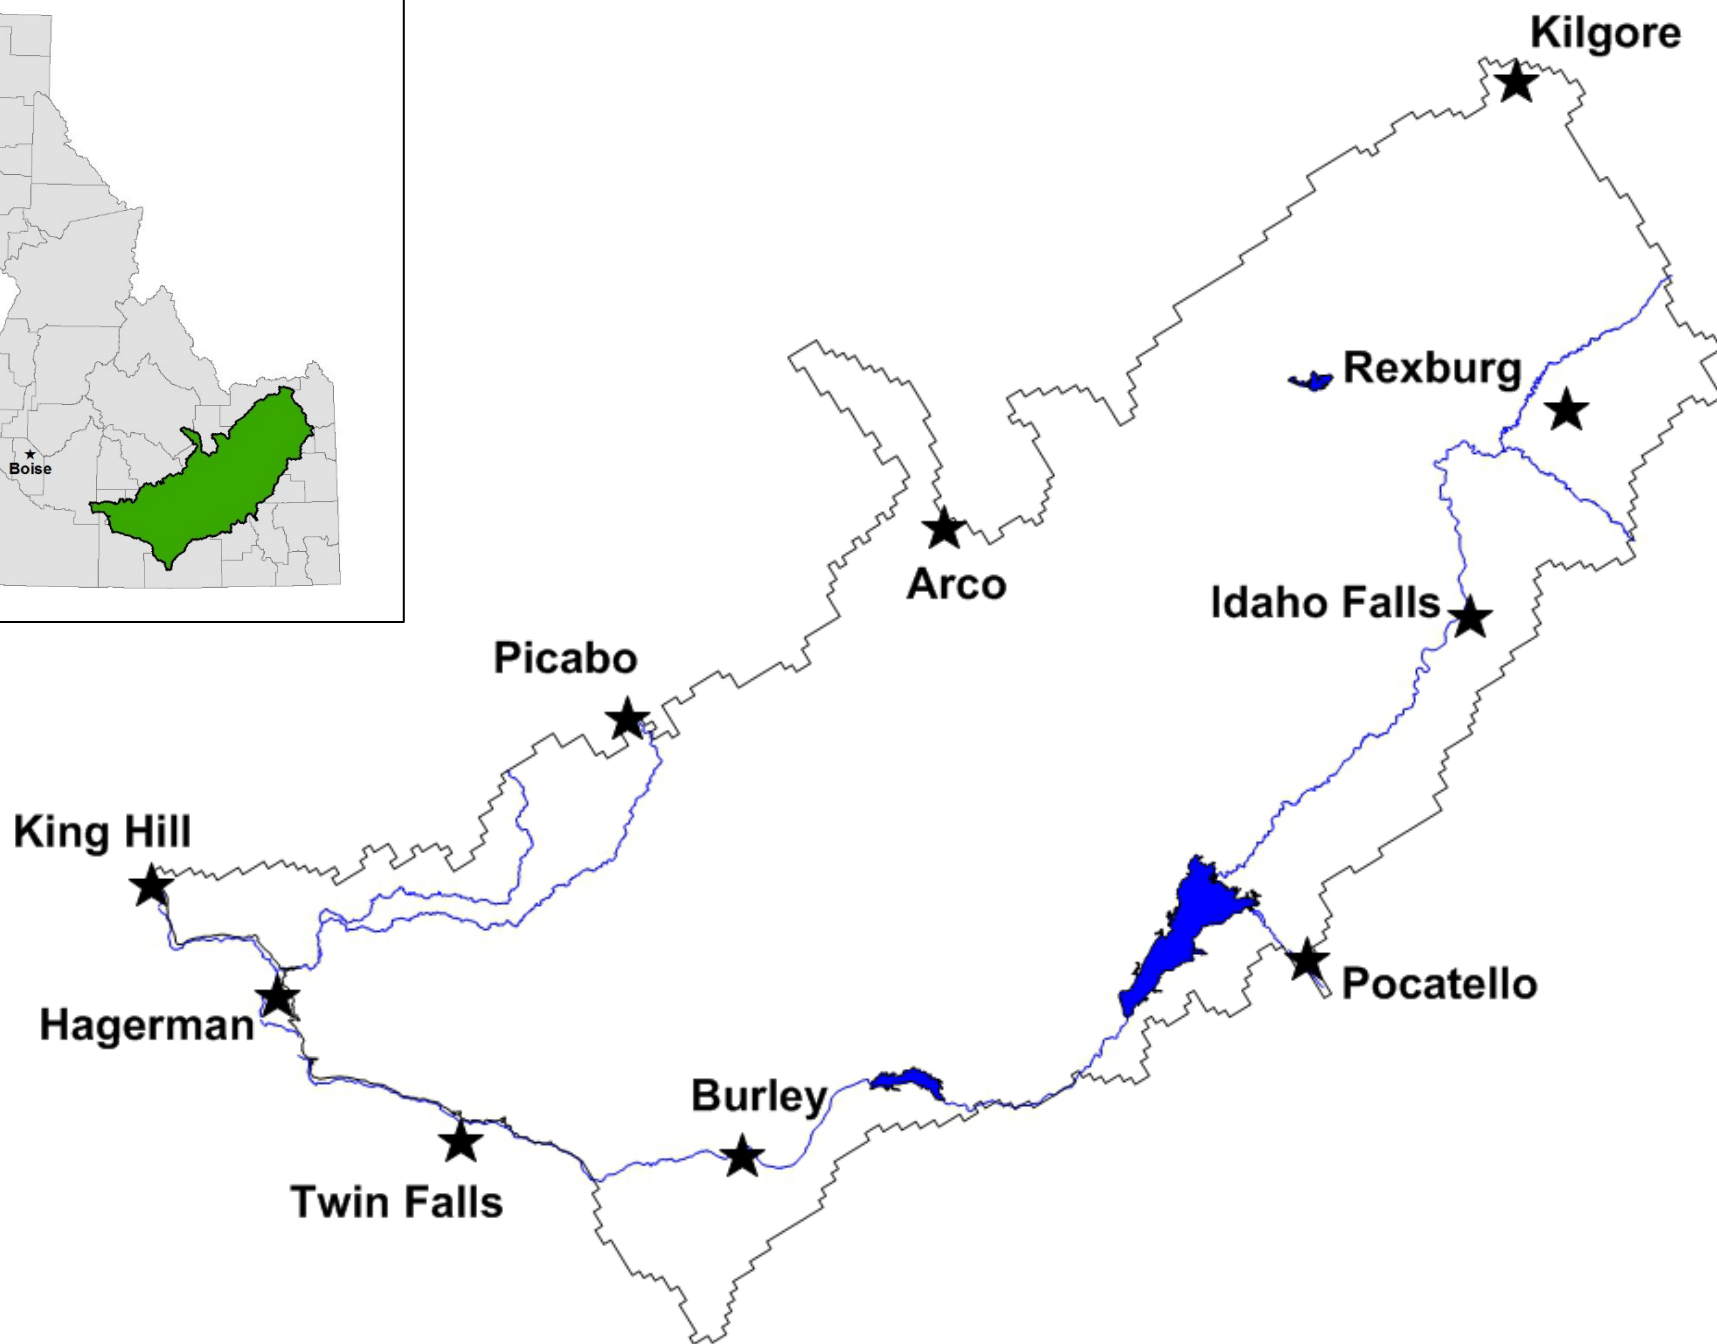 Kilgore
Rexburg
Boise
Arco
Idaho Falls
Picabo
King Hill
Pocatello
Hagerman
Burley
Twin Falls